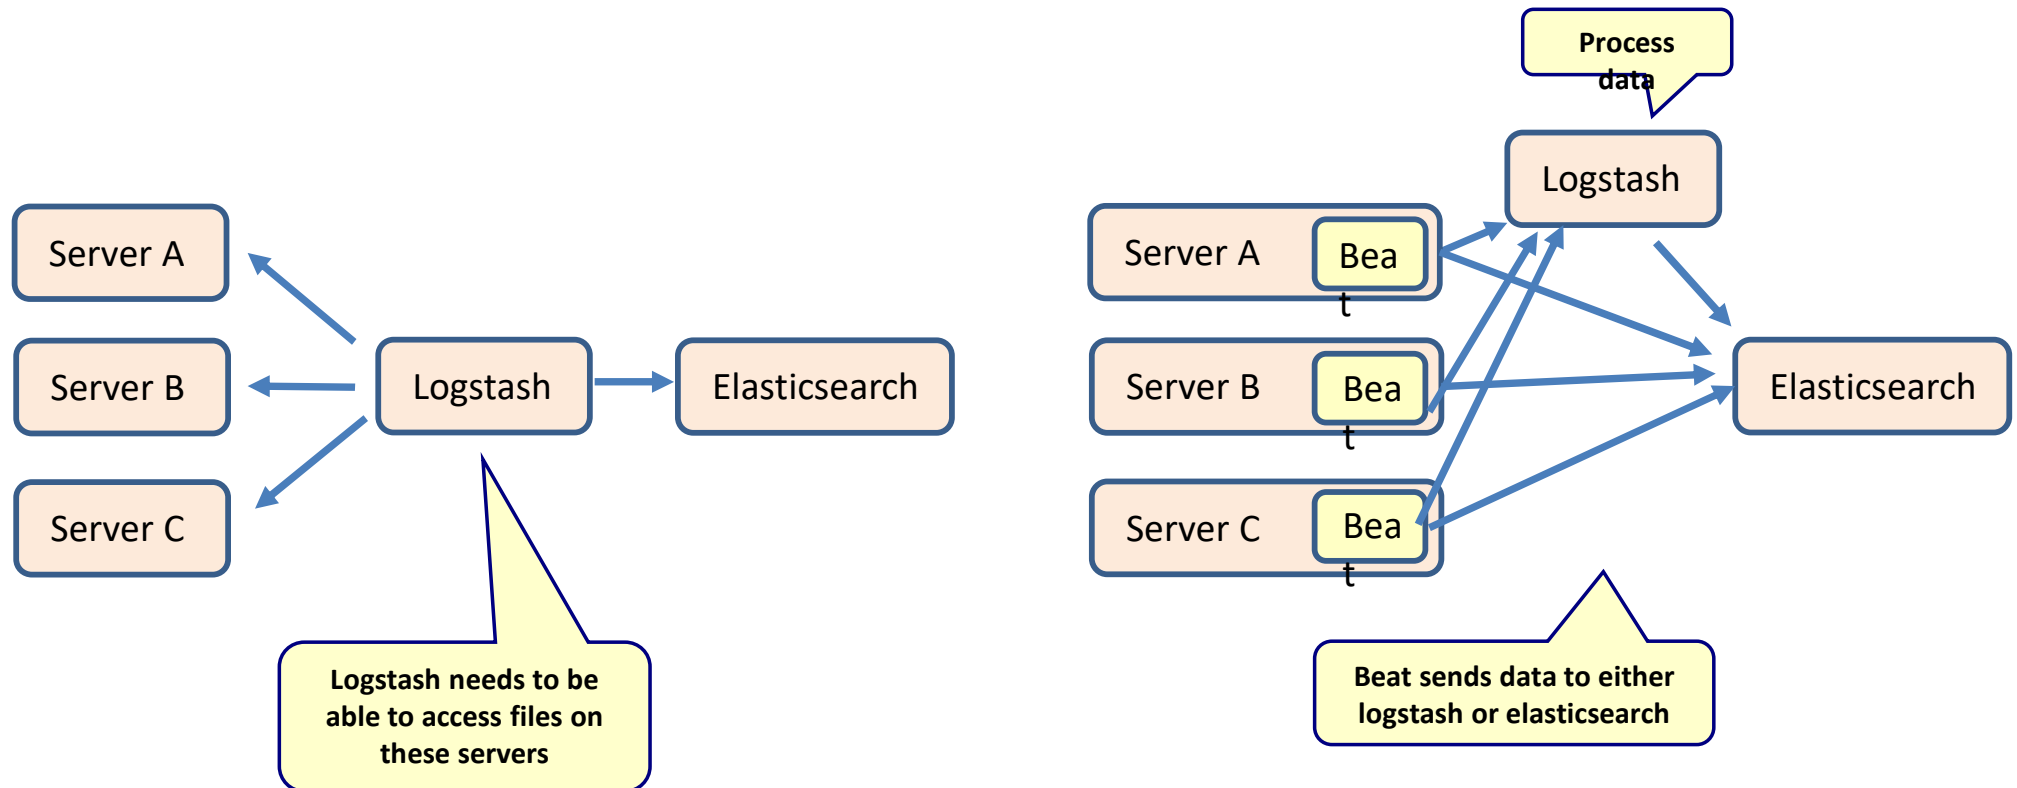 Server A
Server B
Server C
Logstash
Elasticsearch
Logstash needs to be
able to access files on
these servers
Process
data
Logstash
Server A
Bea
t
Server B
Bea
t
Server C
Bea
t
Elasticsearch
Beat sends data to either
logstash or elasticsearch